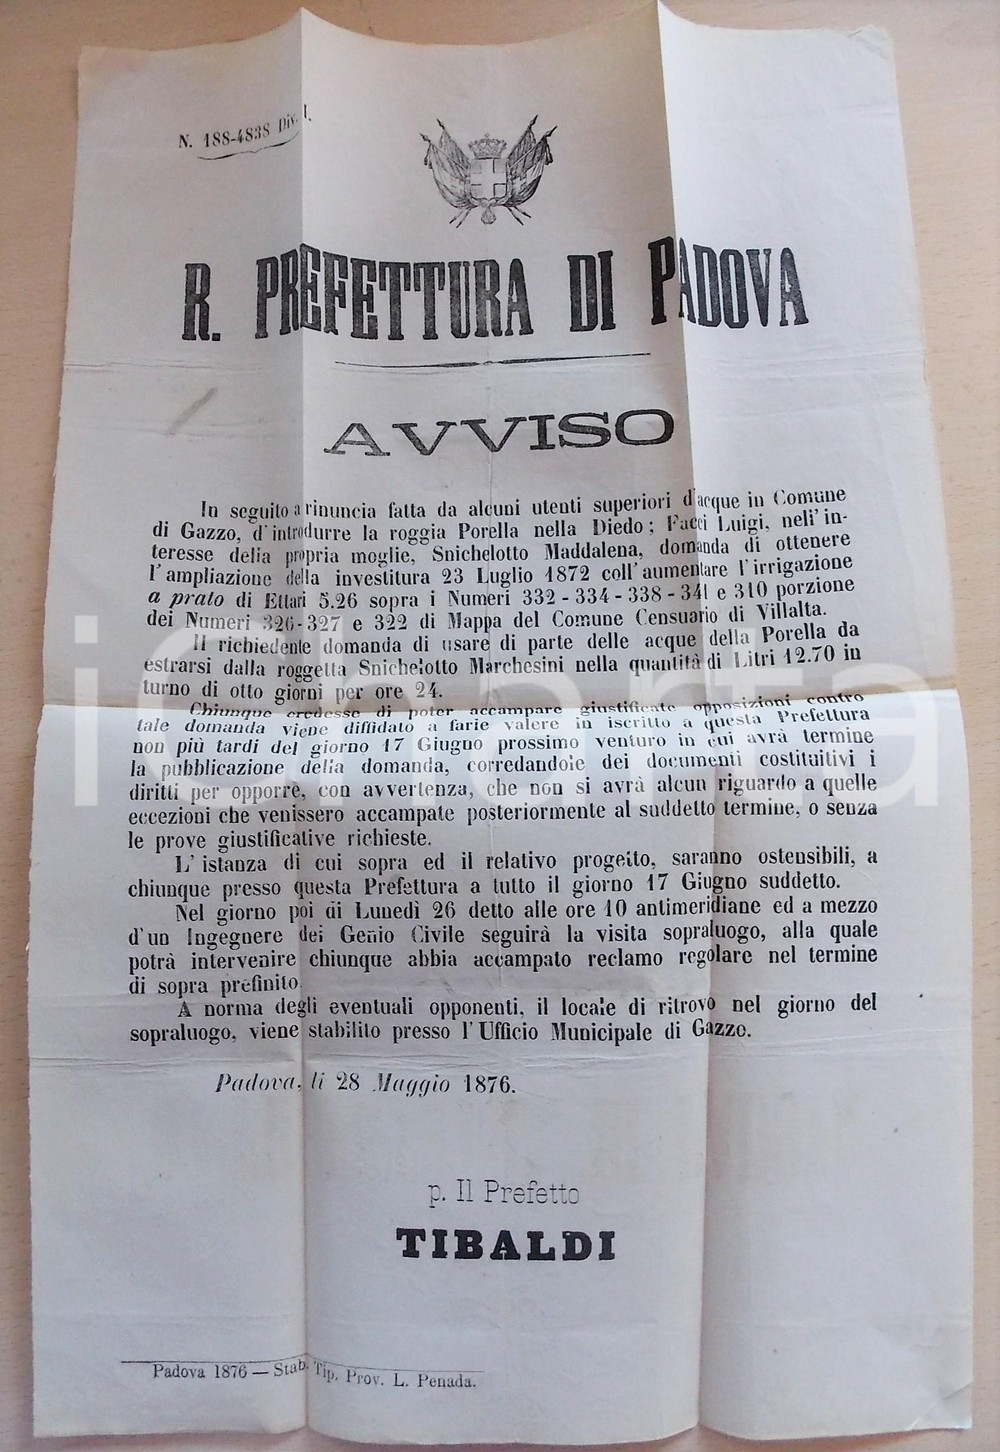 N. 188-4838 Div. I.
R. PREFETTURA DI PADOVA
AVVISO
In seguito a rinuncia fatta da alcuni utenti superiori d'acque in Comune
di Gazzo, d'introdurre la roggia Porella nella Diedo; Facci Luigi, nell'in-
teresse della propria moglie, Snichelotto Maddalena, domanda di ottenere
l'ampliazione della investitura 23 Luglio 1872 coll'aumentare l'irrigazione
a prato di Ettari 5.26 sopra i Numeri 332 - 334 - 338 - 341 e 310 porzione
dei Numeri 326-327 e 322 di Mappa del Comune Censuario di Villalta.
Il richiedente domanda di usare di parte delle acque della Porella da
estrarsi dalla roggetta Snichelotto Marchesini nella quantità di Litri 12.70 in
turno di otto giorni per ore 24.
Chiunque credesse di poter accampare giustificate opposizioni contro
tale domanda viene diffidato a farle valere in iscritto a questa Prefettura
non più tardi del giorno 17 Giugno prossimo venturo in cui avrà termine
la pubblicazione della domanda, corredandole dei documenti costituitivi i
diritti per opporre, con avvertenza, che non si avrà alcun riguardo a quelle
eccezioni che venissero accampate posteriormente al suddetto termine, o senza
le prove giustificative richieste.
L'istanza di cui sopra ed il relativo progetto, saranno ostensibili, a
chiunque presso questa Prefettura a tutto il giorno 17 Giugno suddetto.
Nel giorno poi di Lunedì 26 detto alle ore 10 antimeridiane ed a mezzo
d'un Ingegnere del Genio Civile seguirà la visita sopraluogo, alla quale
potrà intervenire chiunque abbia accampato reclamo regolare nel termine
di sopra prefinito.
A norma degli eventuali opponenti, il locale di ritrovo nel giorno del
sopraluogo, viene stabilito presso l'Ufficio Municipale di Gazzo.
Padova, li 28 Maggio 1876.
p. Il Prefetto
TIBALDI
Padova 1876 — Stab. Tip. Prov. L. Penada.
iCharta